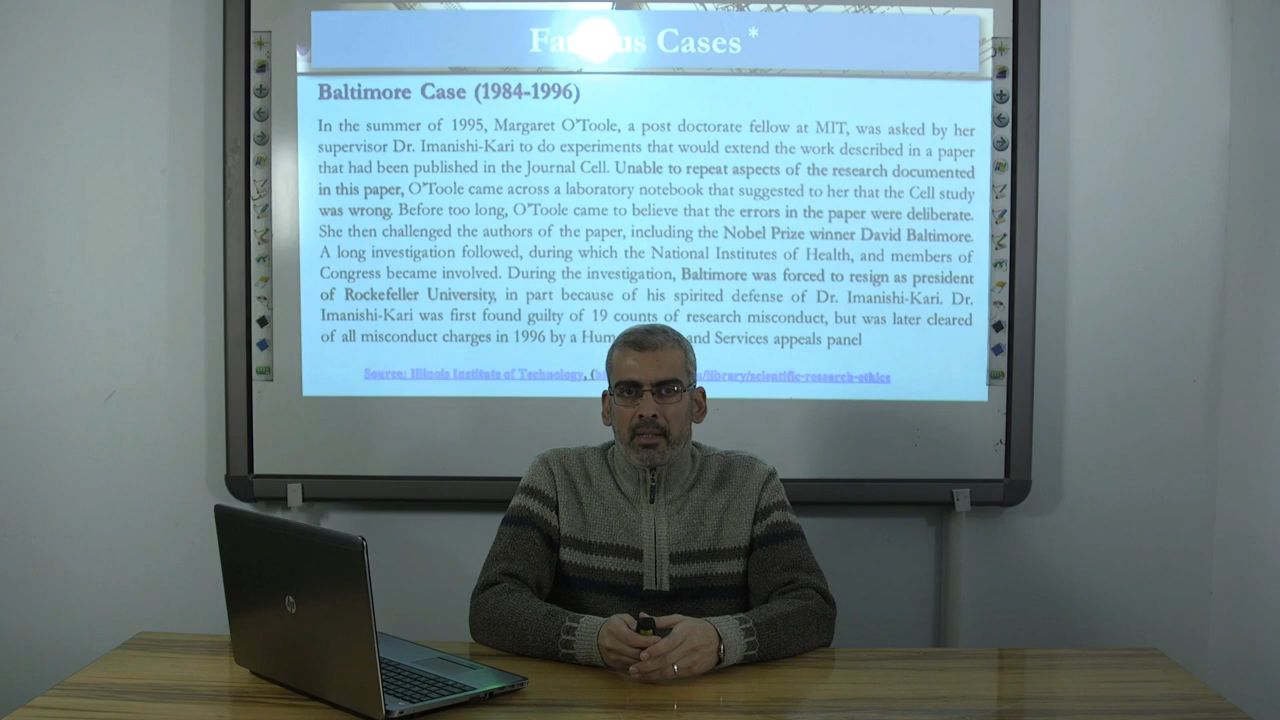 Cases *
Baltimore Case (1984-1996)
In the summer of 1995, Margaret O'Toole, a post doctorate fellow at MIT, was asked by her
supervisor Dr. Imanishi-Kari to do experiments that would extend the work described in a paper
that had been published in the Journal Cell. Unable to repeat aspects of the research documented
in this paper, O'Toole came across a laboratory notebook that suggested to her that the Cell study
was wrong. Before too long, O'Toole came to believe that the errors in the paper were deliberate.
She then challenged the authors of the paper, including the Nobel Prize winner David Baltimore.
A long investigation followed, during which the National Institutes of Health, and members of
Congress became involved. During the investigation, Baltimore was forced to resign as president
of Rockefeller University, in part because of his spirited defense of Dr. Imanishi-Kari. Dr.
Imanishi-Kari was first found guilty of 19 counts of research misconduct, but was later cleared
of all misconduct charges in 1996 by a and Services appeals panel
Source: Illinois Institute of Technology, /library/scientific-research-ethics
hp